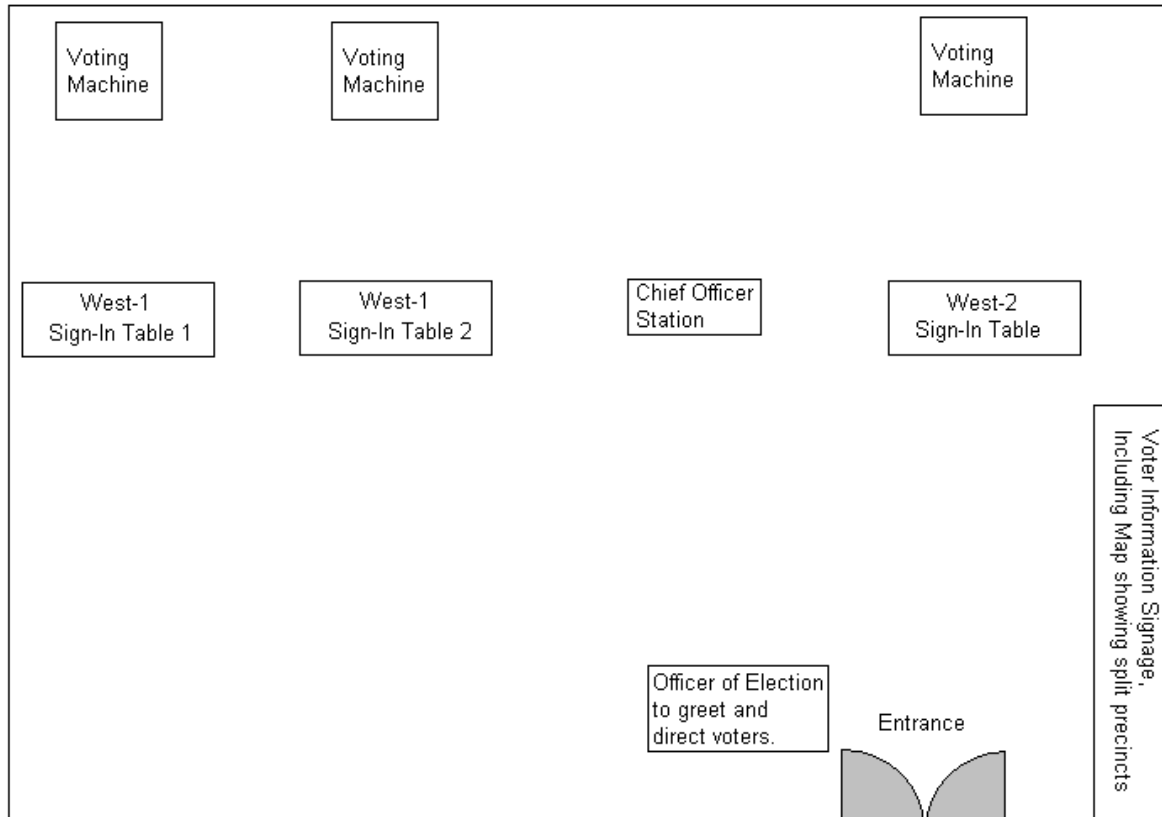 Voting
Machine
Voting
Machine
Voting
Machine
West-1
Sign-In Table 1
West-1
Sign-In Table 2
Chief Officer
Station
West-2
Sign-In Table
Voter Information Signage,
Including Map showing split precincts
Officer of Election
to greet and
direct voters.
Entrance